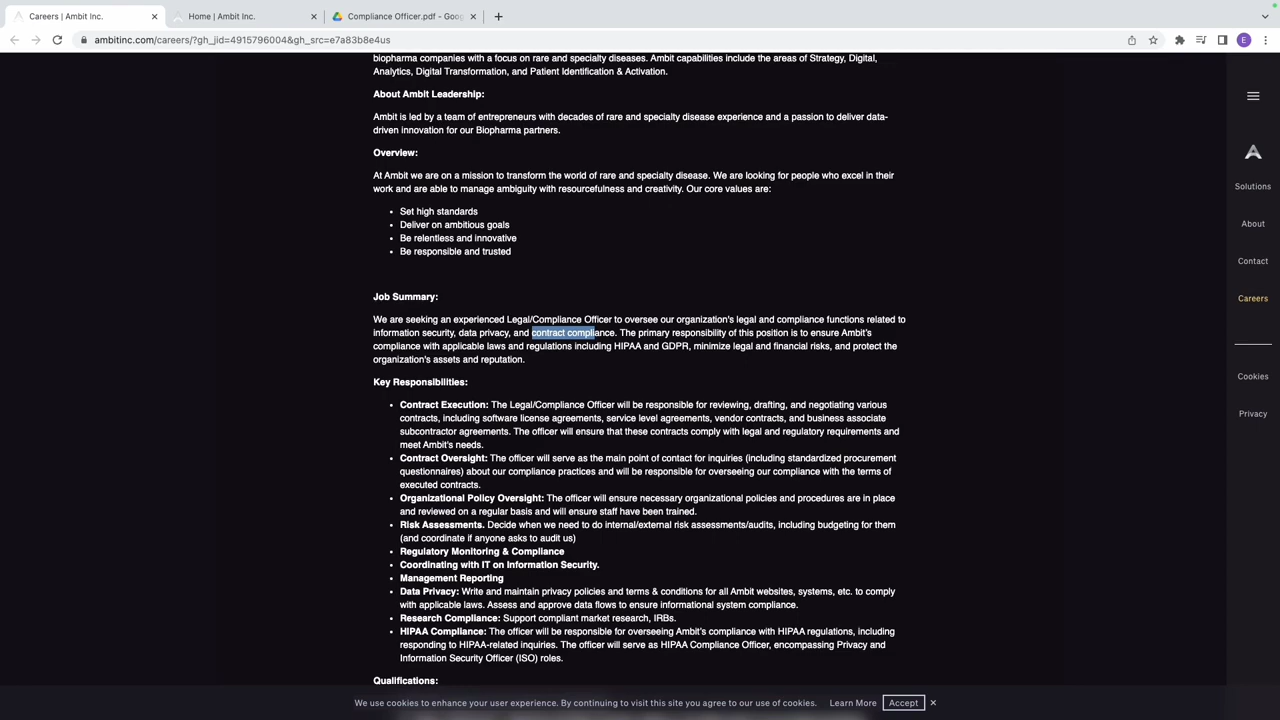 Careers | Ambit Inc.
Home | Ambit Inc.
Compliance Officer.pdf - Goog
ambitinc.com/careers/?gh_jid=4915796004&gh_src=e7a83b8e4us
E
biopharma companies with a focus on rare and specialty diseases. Ambit capabilities include the areas of Strategy, Digital,
Analytics, Digital Transformation, and Patient Identification & Activation.
About Ambit Leadership:
Ambit is led by a team of entrepreneurs with decades of rare and specialty disease experience and a passion to deliver data-
driven innovation for our Biopharma partners.
Overview:
At Ambit we are on a mission to transform the world of rare and specialty disease. We are looking for people who excel in their
work and are able to manage ambiguity with resourcefulness and creativity. Our core values are:
• Set high standards
• Deliver on ambitious goals
• Be relentless and innovative
• Be responsible and trusted
Job Summary:
We are seeking an experienced Legal/Compliance Officer to oversee our organization's legal and compliance functions related to
information security, data privacy, and contract compliance. The primary responsibility of this position is to ensure Ambit's
compliance with applicable laws and regulations including HIPAA and GDPR, minimize legal and financial risks, and protect the
organization's assets and reputation.
Key Responsibilities:
• Contract Execution: The Legal/Compliance Officer will be responsible for reviewing, drafting, and negotiating various
contracts, including software license agreements, service level agreements, vendor contracts, and business associate
subcontractor agreements. The officer will ensure that these contracts comply with legal and regulatory requirements and
meet Ambit's needs.
• Contract Oversight: The officer will serve as the main point of contact for inquiries (including standardized procurement
questionnaires) about our compliance practices and will be responsible for overseeing our compliance with the terms of
executed contracts.
• Organizational Policy Oversight: The officer will ensure necessary organizational policies and procedures are in place
and reviewed on a regular basis and will ensure staff have been trained.
• Risk Assessments. Decide when we need to do internal/external risk assessments/audits, including budgeting for them
(and coordinate if anyone asks to audit us)
• Regulatory Monitoring & Compliance
• Coordinating with IT on Information Security.
• Management Reporting
• Data Privacy: Write and maintain privacy policies and terms & conditions for all Ambit websites, systems, etc. to comply
with applicable laws. Assess and approve data flows to ensure informational system compliance.
• Research Compliance: Support compliant market research, IRBs.
• HIPAA Compliance: The officer will be responsible for overseeing Ambit's compliance with HIPAA regulations, including
responding to HIPAA-related inquiries. The officer will serve as HIPAA Compliance Officer, encompassing Privacy and
Information Security Officer (ISO) roles.
Qualifications:
Solutions
About
Contact
Careers
Cookies
Privacy
We use cookies to enhance your user experience. By continuing to visit this site you agree to our use of cookies. Learn More Accept